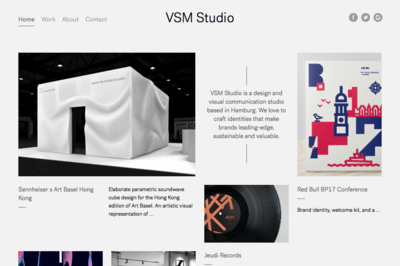 Home Work About Contact
VSM Studio
VSM Studio is a design and
visual communication studio
based in Hamburg. We love to
craft identities that make
brands leading-edge,
sustainable and valuable.
Sennheiser x Art Basel Hong
Kong
Elaborate parametric soundwave
cube design for the Hong Kong
edition of Art Basel. An artistic visual
representation of ...
Red Bull BP17 Conference
Brand identity, welcome kit, and a ...
Jeudi Records